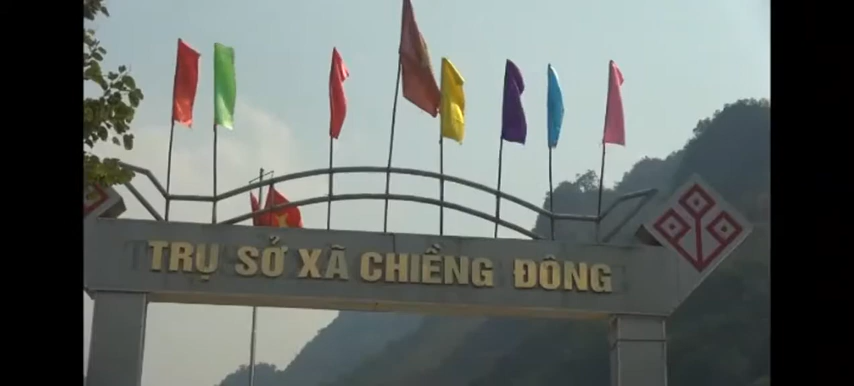 TRỤ SỞ XÃ CHIỀNG ĐÔNG